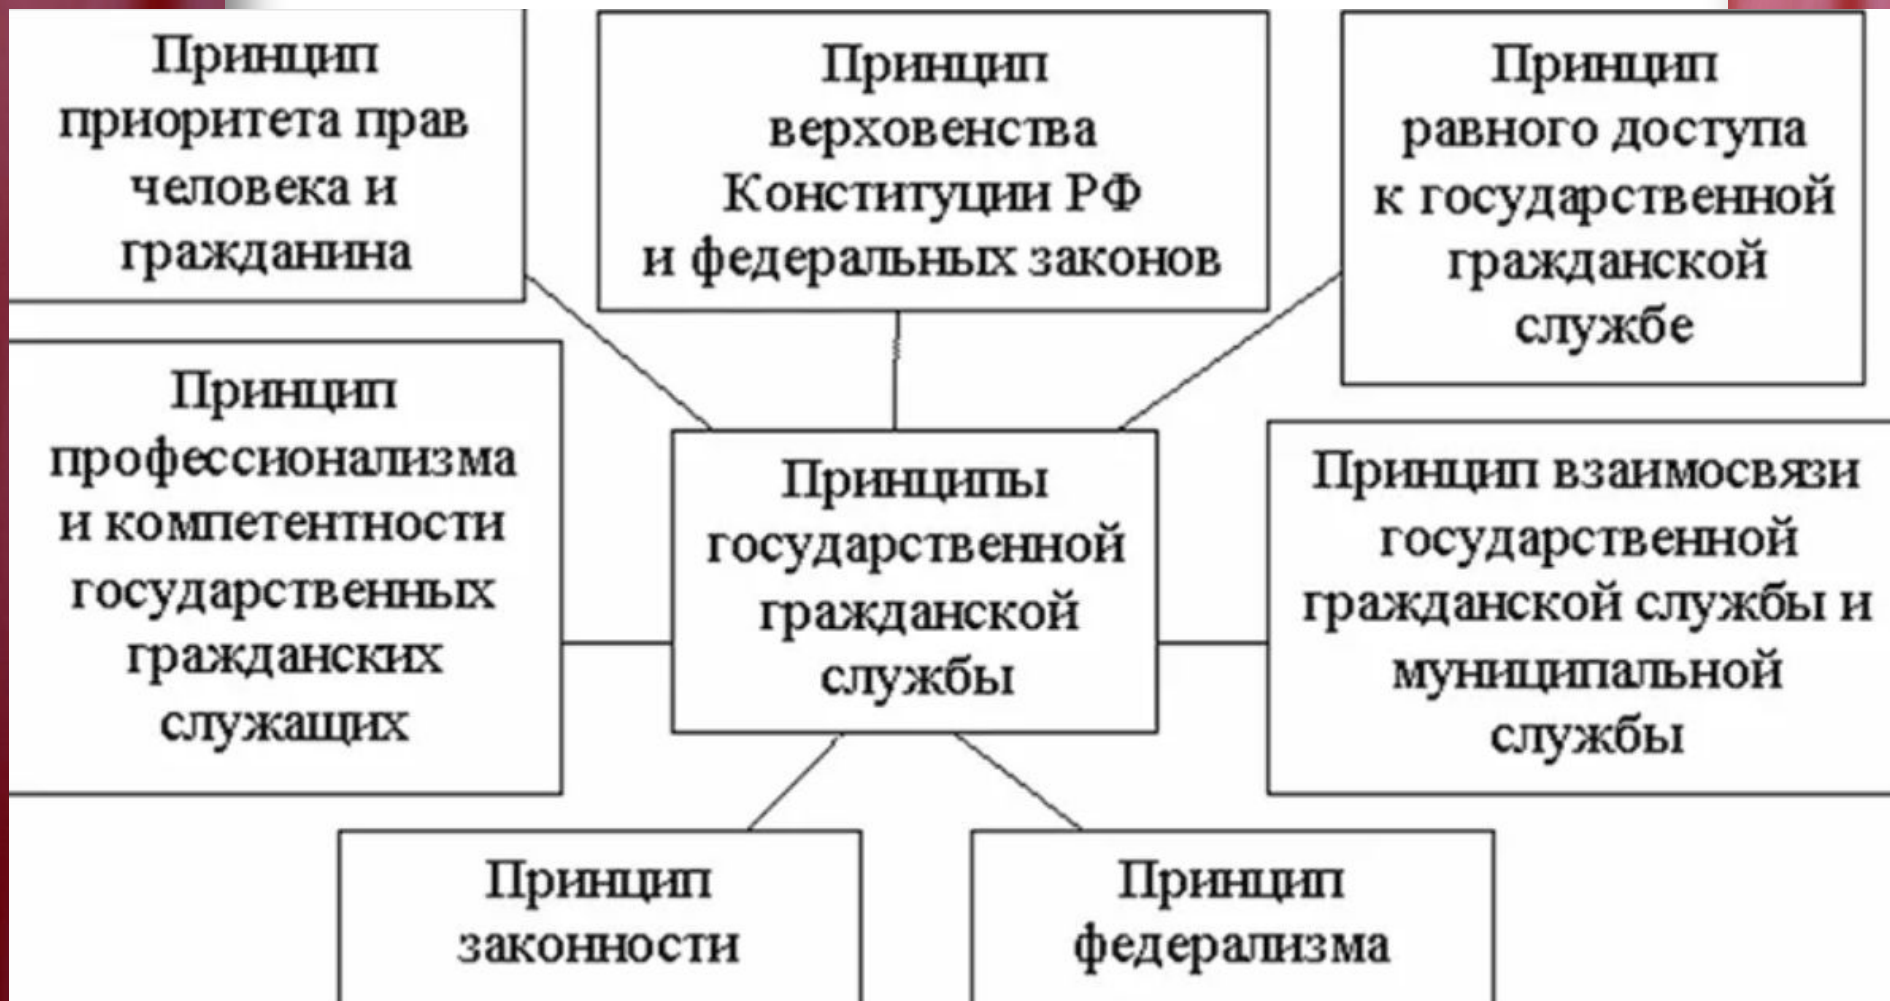 Принцип
приоритета прав
человека и
гражданина
Принцип
верховенства
Конституции РФ
и федеральных законов
Принцип
равного доступа
к государственной
гражданской
службе
Принцип
профессионализма
и компетентности
государственных
гражданских
служащих
Принципы
государственной
гражданской
службы
Принцип взаимосвязи
государственной
гражданской службы и
муниципальной
службы
Принцип
законности
Принцип
федерализма